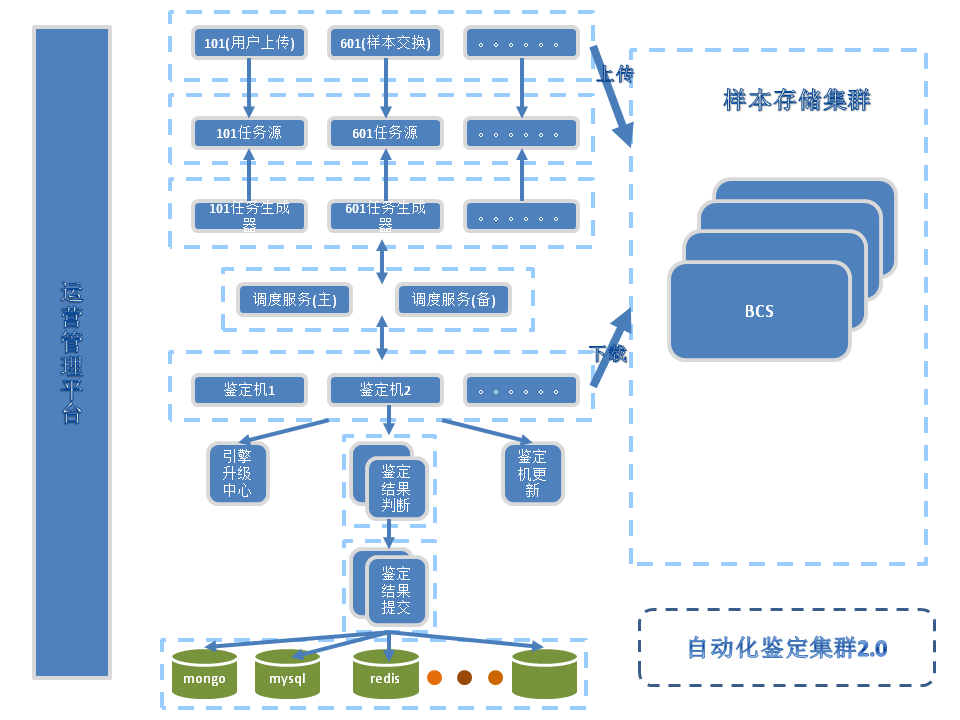 运营管理平台
101(用户上传)
601(样本交换)
。。。。。。
上传
样本存储集群
101任务源
601任务源
。。。。。。
101任务生成
器
601任务生成
器
。。。。。。
调度服务(主)
调度服务(备)
BCS
下载
鉴定机1
鉴定机2
。。。。。。
引擎
升级
中心
鉴定
结果
判断
鉴定
机更
新
鉴定
结果
提交
自动化鉴定集群2.0
mongo
mysql
redis